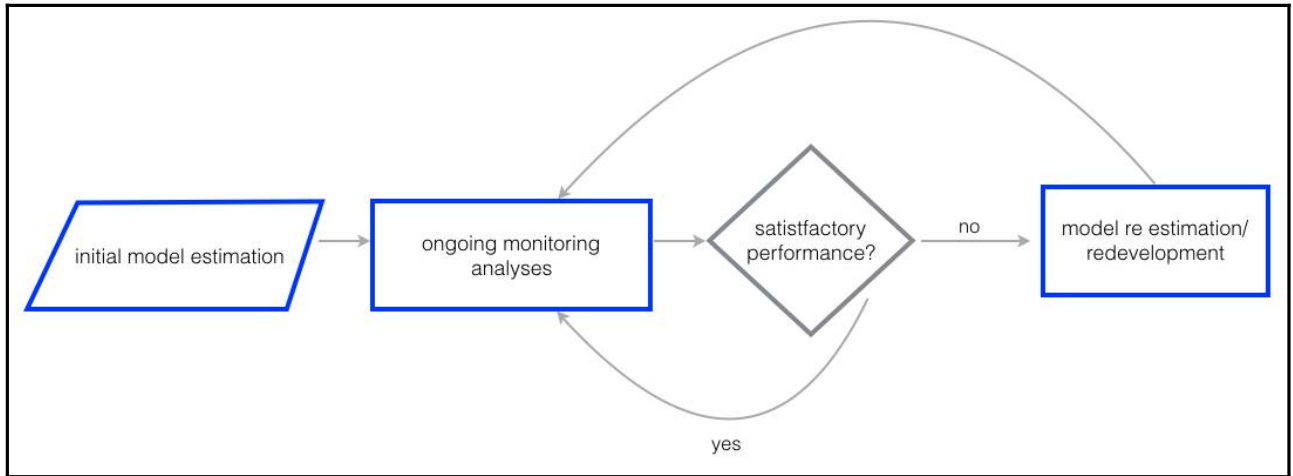 initial model estimation
ongoing monitoring
analyses
satistfactory
performance?
no
model re estimation/
redevelopment
yes